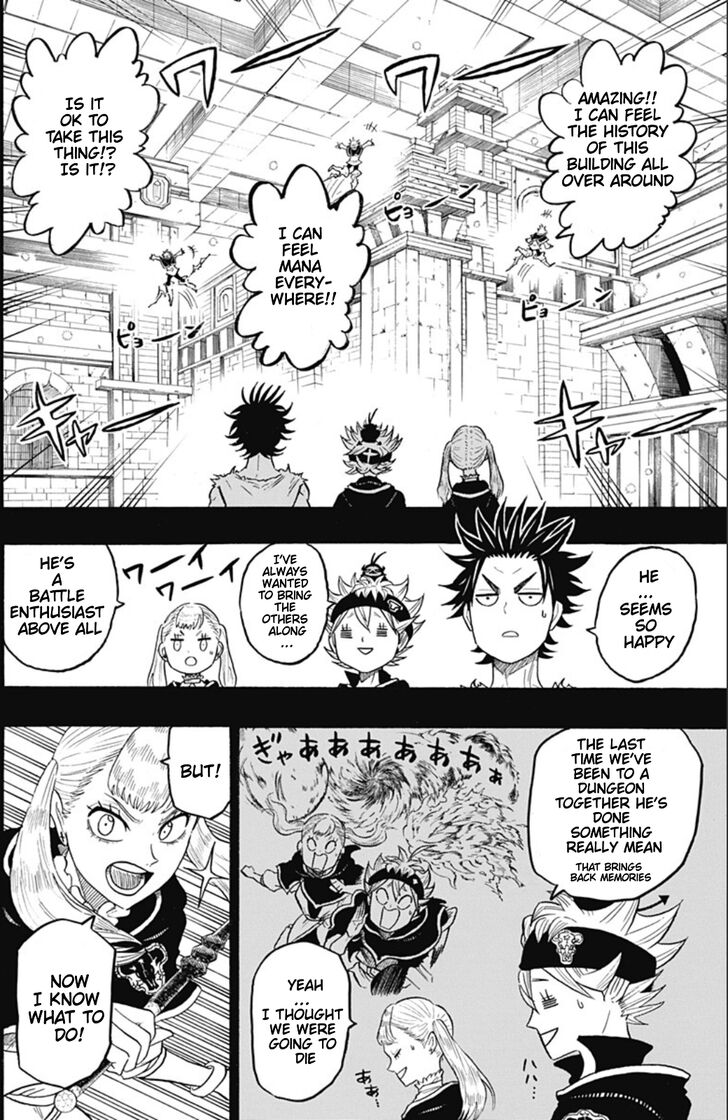 AMAZING!!
I CAN FEEL
THE HISTORY
OF THIS
BUILDING ALL
OVER AROUND
IS IT
OK TO
TAKE THIS
THING!?
IS IT!?
I CAN
FEEL
MANA
EVERY-
WHERE!!
ワー
ワー
ピョーン
ピョーン
ピョーン
キャー
キャー
HE
...
SEEMS
SO
HAPPY
I'VE
ALWAYS
WANTED
TO BRING
THE
OTHERS
ALONG
...
ワーイ
ワーイ
HE'S
A
BATTLE
ENTHUSIAST
ABOVE ALL
THE LAST
TIME WE'VE
BEEN TO A
DUNGEON
TOGETHER HE'S
DONE
SOMETHING
REALLY MEAN
THAT BRINGS
BACK MEMORIES
ぎゃあああああああ
YEAH
...
I THOUGHT
WE WERE
GOING TO
DIE
ああ…
BUT!
NOW
I KNOW
WHAT TO
DO!